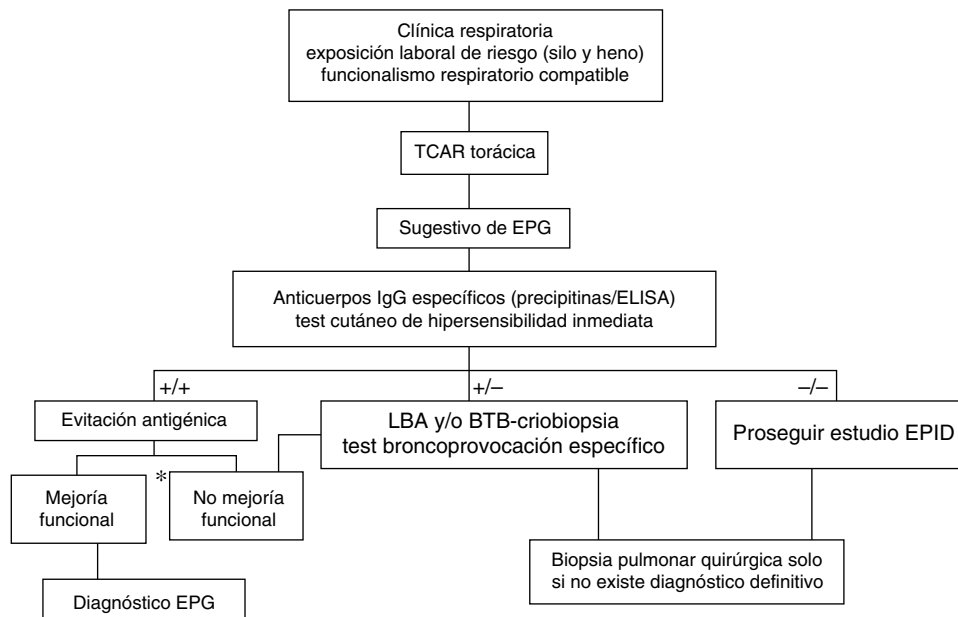 Clínica respiratoria
exposición laboral de riesgo (silo y heno)
funcionalismo respiratorio compatible
TCAR torácica
Sugestivo de EPG
Anticuerpos IgG específicos (precipitinas/ELISA)
test cutáneo de hipersensibilidad inmediata
+/+
+/–
–/–
Evitación antigénica
LBA y/o BTB-criobiopsia
test broncoprovocación específico
Proseguir estudio EPID
*
Mejoría
funcional
No mejoría
funcional
Biopsia pulmonar quirúrgica solo
si no existe diagnóstico definitivo
Diagnóstico EPG